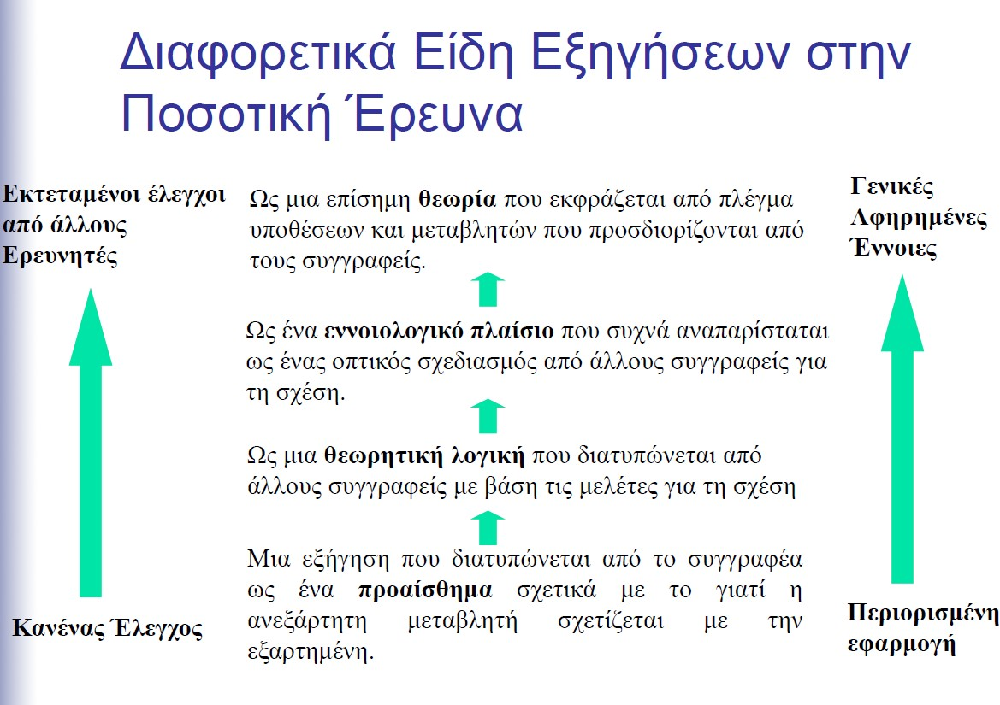 Διαφορετικά Είδη Εξηγήσεων στην
Ποσοτική Έρευνα
Εκτεταμένοι έλεγχοι
από άλλους
Ερευνητές
Ως μια επίσημη θεωρία που εκφράζεται από πλέγμα
υποθέσεων και μεταβλητών που προσδιορίζονται από
τους συγγραφείς.
Γενικές
Αφηρημένες
Έννοιες
Ως ένα εννοιολογικό πλαίσιο που συχνά αναπαρίσταται
ως ένας οπτικός σχεδιασμός από άλλους συγγραφείς για
τη σχέση.
Ως μια θεωρητική λογική που διατυπώνεται από
άλλους συγγραφείς με βάση τις μελέτες για τη σχέση
Μια εξήγηση που διατυπώνεται από το συγγραφέα
ως ένα προαίσθημα σχετικά με το γιατί η
ανεξάρτητη μεταβλητή σχετίζεται με την
εξαρτημένη.
Κανένας Έλεγχος
Περιορισμένη
εφαρμογή